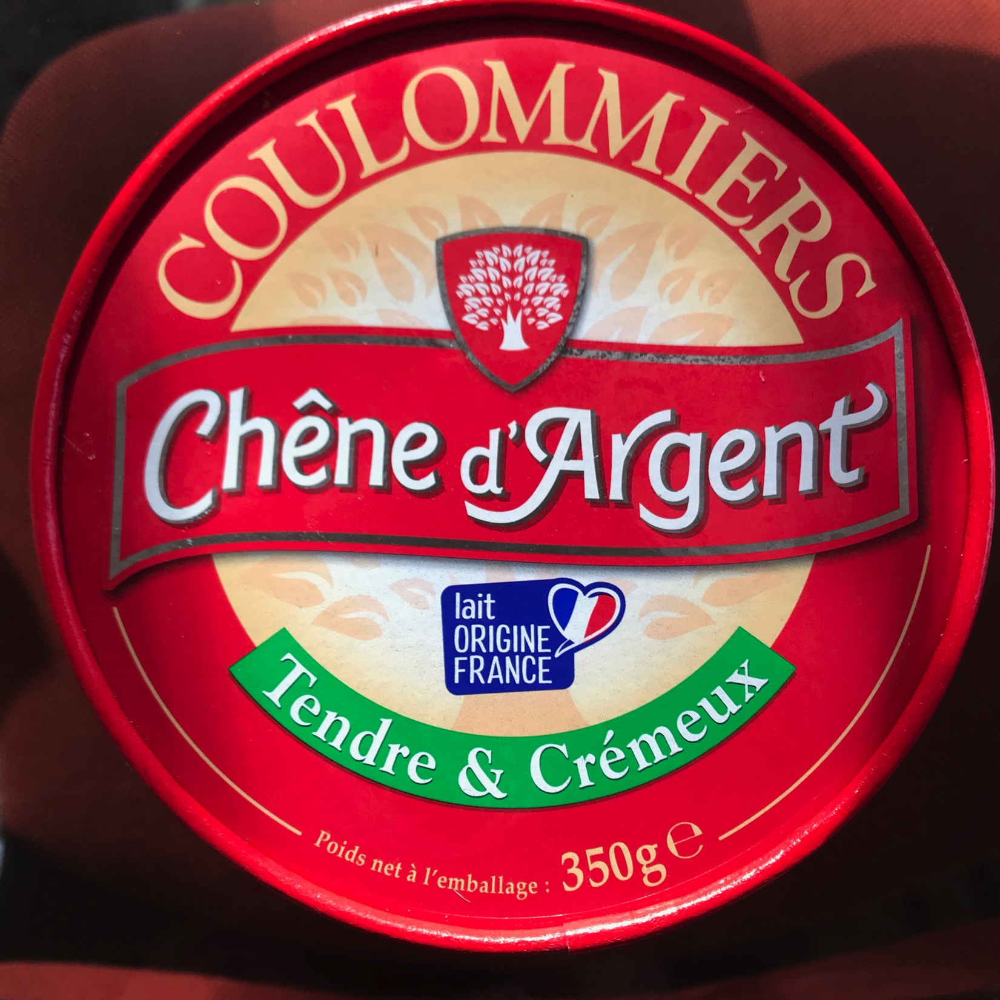 COULOMMIERS
Chêne d'Argent
lait
ORIGINE
FRANCE
Tendre & Crémeux
Poids net à l'emballage : 350g ℮